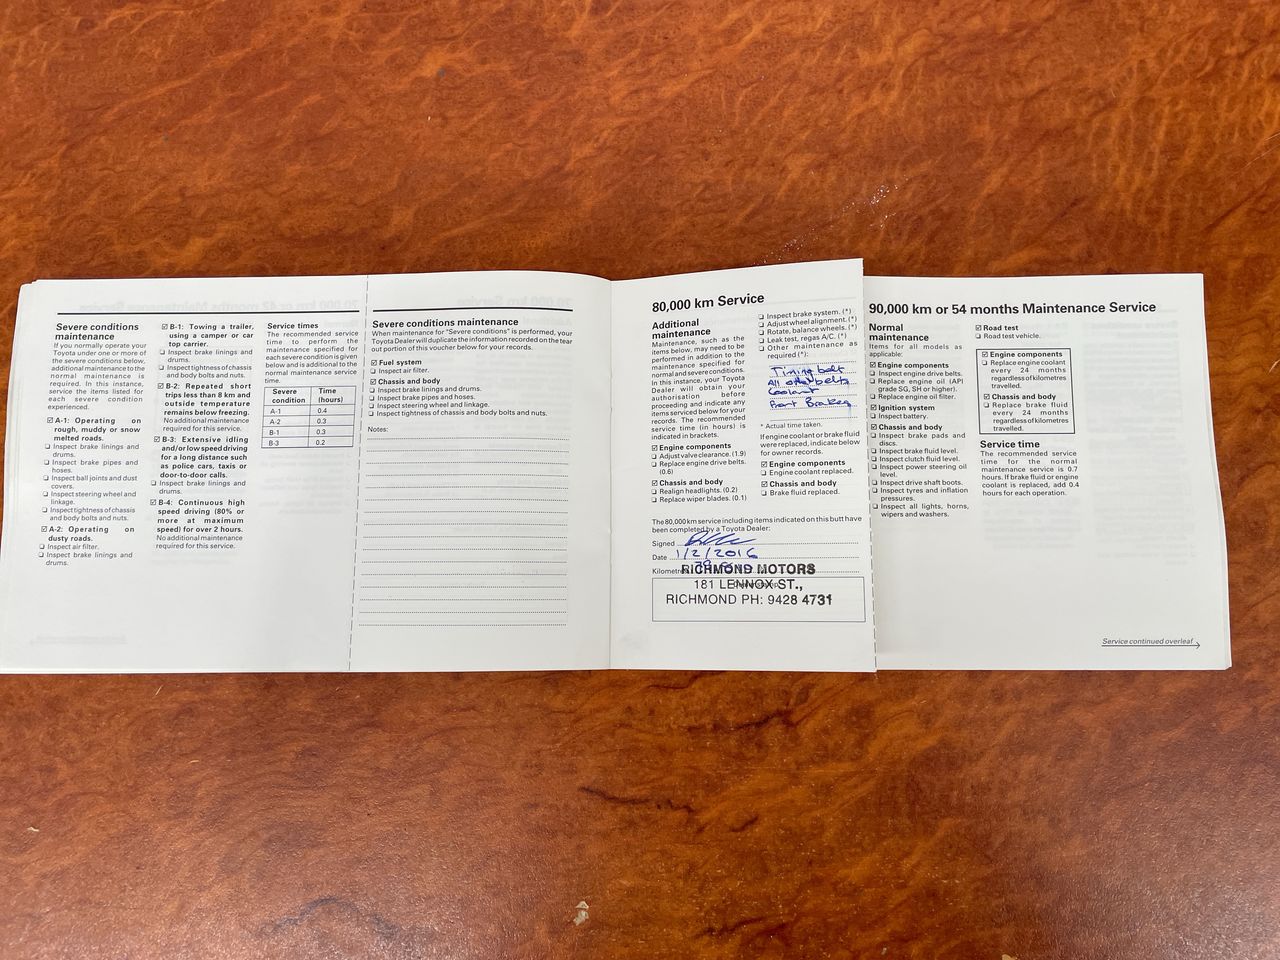 Severe conditions
maintenance
If you normally operate your
Toyota under one or more of
the severe conditions below,
additional maintenance to the
normal maintenance is
required. In this instance,
service the items listed for
each severe condition
experienced.
☑ A-1: Operating on
rough, muddy or snow
melted roads.
❏ Inspect brake linings and
drums.
❏ Inspect brake pipes and
hoses.
❏ Inspect ball joints and dust
covers.
❏ Inspect steering wheel and
linkage.
❏ Inspect tightness of chassis
and body bolts and nuts.
☑ A-2: Operating on
dusty roads.
❏ Inspect air filter.
❏ Inspect brake linings and
drums.
☑ B-1: Towing a trailer,
using a camper or car
top carrier.
❏ Inspect brake linings and
drums.
❏ Inspect tightness of chassis
and body bolts and nuts.
☑ B-2: Repeated short
trips less than 8 km and
outside temperature
remains below freezing.
No additional maintenance
required for this service.
☑ B-3: Extensive idling
and/or low speed driving
for a long distance such
as police cars, taxis or
door-to-door calls.
❏ Inspect brake linings and
drums.
☑ B-4: Continuous high
speed driving (80% or
more at maximum
speed) for over 2 hours.
No additional maintenance
required for this service.
Service times
The recommended service
time to perform the
maintenance specified for
each severe condition is given
below and is additional to the
normal maintenance service
time.
Severe condition Time (hours)
A-1 0.4
A-2 0.3
B-1 0.3
B-3 0.2
Severe conditions maintenance
When maintenance for "Severe conditions" is performed, your
Toyota Dealer will duplicate the information recorded on the tear
out portion of this voucher below for your records.
☑ Fuel system
❏ Inspect air filter.
☑ Chassis and body
❏ Inspect brake linings and drums.
❏ Inspect brake pipes and hoses.
❏ Inspect steering wheel and linkage.
❏ Inspect tightness of chassis and body bolts and nuts.
Notes:
80,000 km Service
Additional
maintenance
Maintenance, such as the
items below, may need to be
performed in addition to the
maintenance specified for
normal and severe conditions.
In this instance, your Toyota
Dealer will obtain your
authorisation before
proceeding and indicate any
items serviced below for your
records. The recommended
service time (in hours) is
indicated in brackets.
☑ Engine components
❏ Adjust valve clearance. (1.9)
❏ Replace engine drive belts.
(0.6)
☑ Chassis and body
❏ Realign headlights. (0.2)
❏ Replace wiper blades. (0.1)
❏ Inspect brake system. (*)
❏ Adjust wheel alignment. (*)
❏ Rotate, balance wheels. (*)
❏ Leak test, regas A/C. (*)
❏ Other maintenance as
required (*):
Timing belt
All other belts
Coolant
* Actual time taken.
If engine coolant or brake fluid
were replaced, indicate below
for owner records.
☑ Engine components
❏ Engine coolant replaced.
☑ Chassis and body
❏ Brake fluid replaced.
The 80,000 km service including items indicated on this butt have
been completed by a Toyota Dealer:
Signed
Date 1/2/2016
RICHMOND MOTORS
181 LENNOX ST.,
RICHMOND PH: 9428 4731
90,000 km or 54 months Maintenance Service
Normal
maintenance
Items for all models as
applicable:
☑ Engine components
❏ Inspect engine drive belts.
❏ Replace engine oil (API
grade SG, SH or higher).
❏ Replace engine oil filter.
☑ Ignition system
❏ Inspect battery.
☑ Chassis and body
❏ Inspect brake pads and
discs.
❏ Inspect brake fluid level.
❏ Inspect clutch fluid level.
❏ Inspect power steering oil
level.
❏ Inspect drive shaft boots.
❏ Inspect tyres and inflation
pressures.
❏ Inspect all lights, horns,
wipers and washers.
☑ Road test
❏ Road test vehicle.
☑ Engine components
❏ Replace engine coolant
every 24 months
regardless of kilometres
travelled.
☑ Chassis and body
❏ Replace brake fluid
every 24 months
regardless of kilometres
travelled.
Service time
The recommended service
time for the normal
maintenance service is 0.7
hours. If brake fluid or engine
coolant is replaced, add 0.4
hours for each operation.
Service continued overleaf